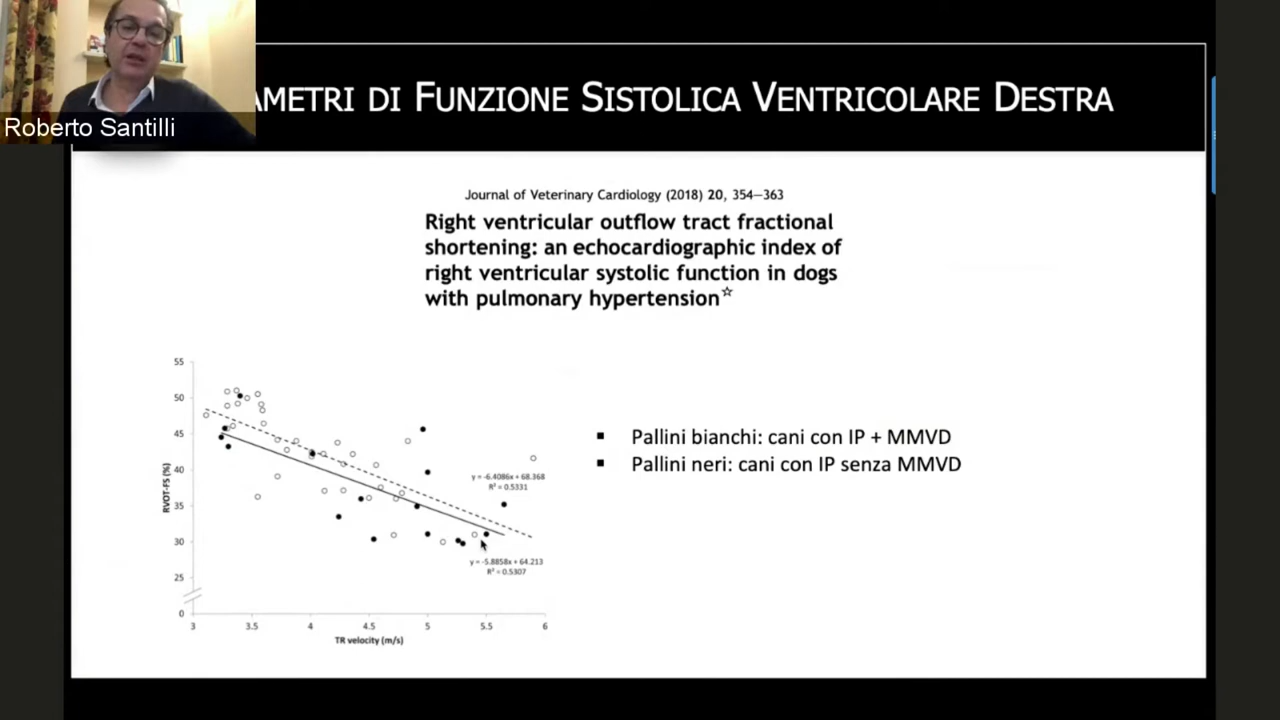 AMETRI DI FUNZIONE SISTOLICA VENTRICOLARE DESTRA
Roberto Santilli
Journal of Veterinary Cardiology (2018) 20, 354–363
Right ventricular outflow tract fractional
shortening: an echocardiographic index of
right ventricular systolic function in dogs
with pulmonary hypertension☆
55
50
45
40
35
30
25
0
RVOT-FS (%)
y = -6.4086x + 68.368
R² = 0.5331
y = -5.8858x + 64.213
R² = 0.5307
3 3.5 4 4.5 5 5.5 6
TR velocity (m/s)
▪ Pallini bianchi: cani con IP + MMVD
▪ Pallini neri: cani con IP senza MMVD